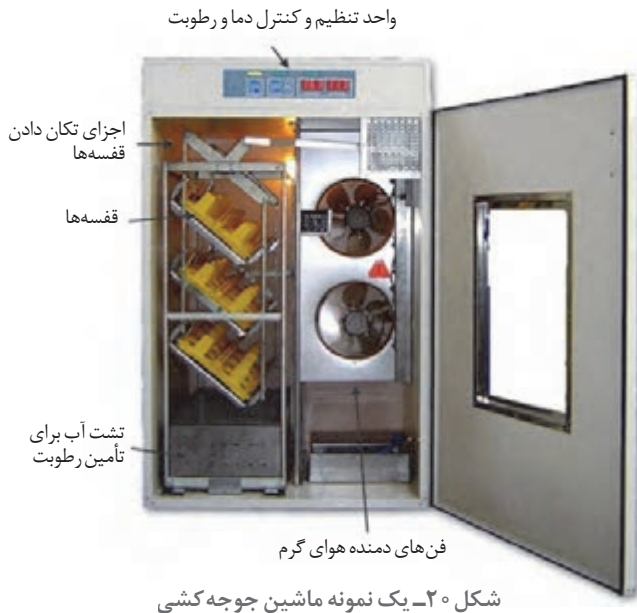 واحد تنظیم و کنترل دما و رطوبت
اجزای تکان دادن
قفسه‌ها
قفسه‌ها
تشت آب برای
تأمین رطوبت
فن‌های دمنده هوای گرم
شکل ۲۰ــ یک نمونه ماشین جوجه‌کشی